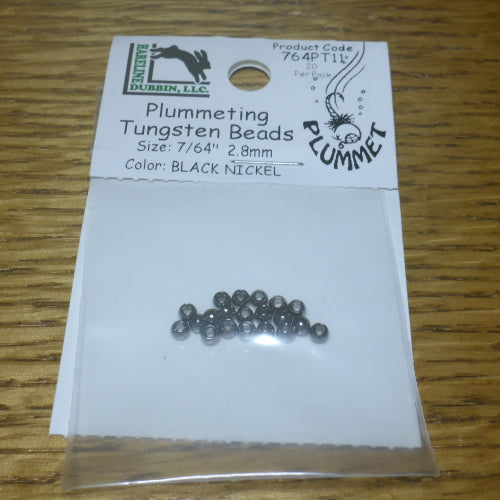 HARELINE
DUBBIN, LLC.
Product Code
764PT11
20
Per Pack
Plummeting
Tungsten Beads
Size: 7/64" 2.8mm
Color: BLACK NICKEL
PLUMMET